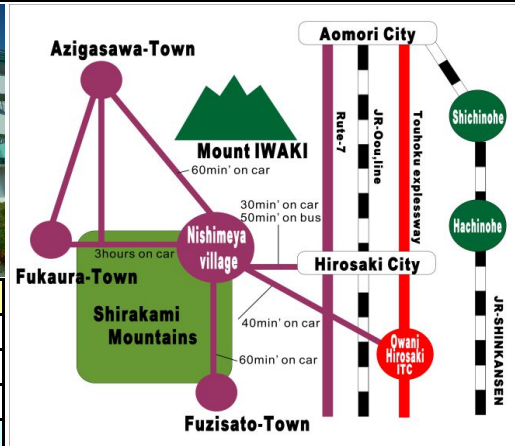 Aomori City
Azigasawa-Town
Shichinohe
Mount IWAKI
Rute-7
JR-Oou,line
Touhoku explessway
60min' on car
30min' on car
50min' on bus
Hachinohe
Nishimeya
village
3hours on car
Hirosaki City
Fukaura-Town
Shirakami
Mountains
40min' on car
Owani
Hirosaki
ITC
JR-SHINKANSEN
60min' on car
Fuzisato-Town